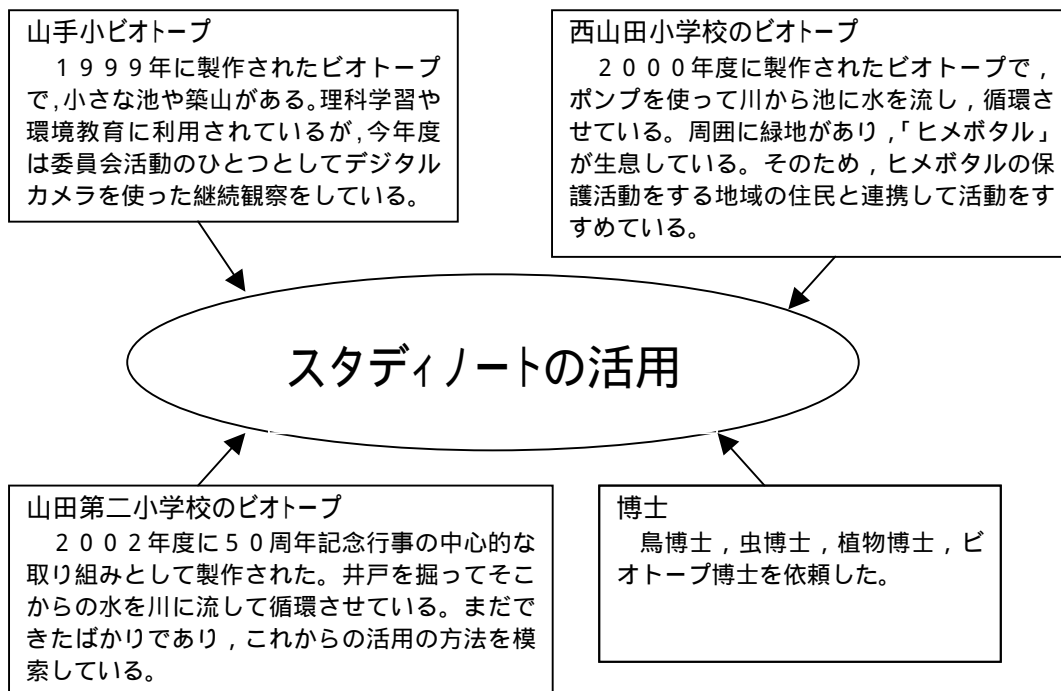 山手小ビオトープ
　１９９９年に製作されたビオトープ
で，小さな池や築山がある。理科学習や
環境教育に利用されているが，今年度
は委員会活動のひとつとしてデジタル
カメラを使った継続観察をしている。
西山田小学校のビオトープ
　２０００年度に製作されたビオトープで，
ポンプを使って川から池に水を流し，循環さ
せている。周囲に緑地があり，「ヒメボタル」
が生息している。そのため，ヒメボタルの保
護活動をする地域の住民と連携して活動をす
すめている。
スタディノートの活用
山田第二小学校のビオトープ
　２００２年度に５０周年記念行事の中心的な
取り組みとして製作された。井戸を掘ってそこ
からの水を川に流して循環させている。まだで
きたばかりであり，これからの活用の方法を模
索している。
博士
　鳥博士，虫博士，植物博士，ビ
オトープ博士を依頼した。